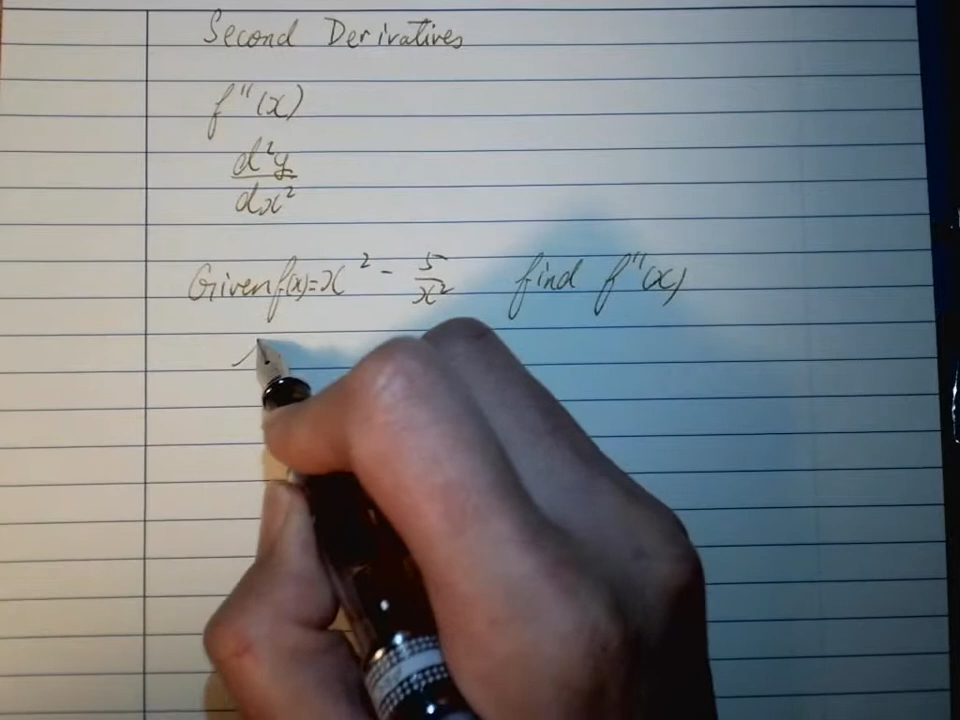 Second Derivatives
f''(x)
d²y
dx²
Given f(x)=x² - 5/x² find f''(x)